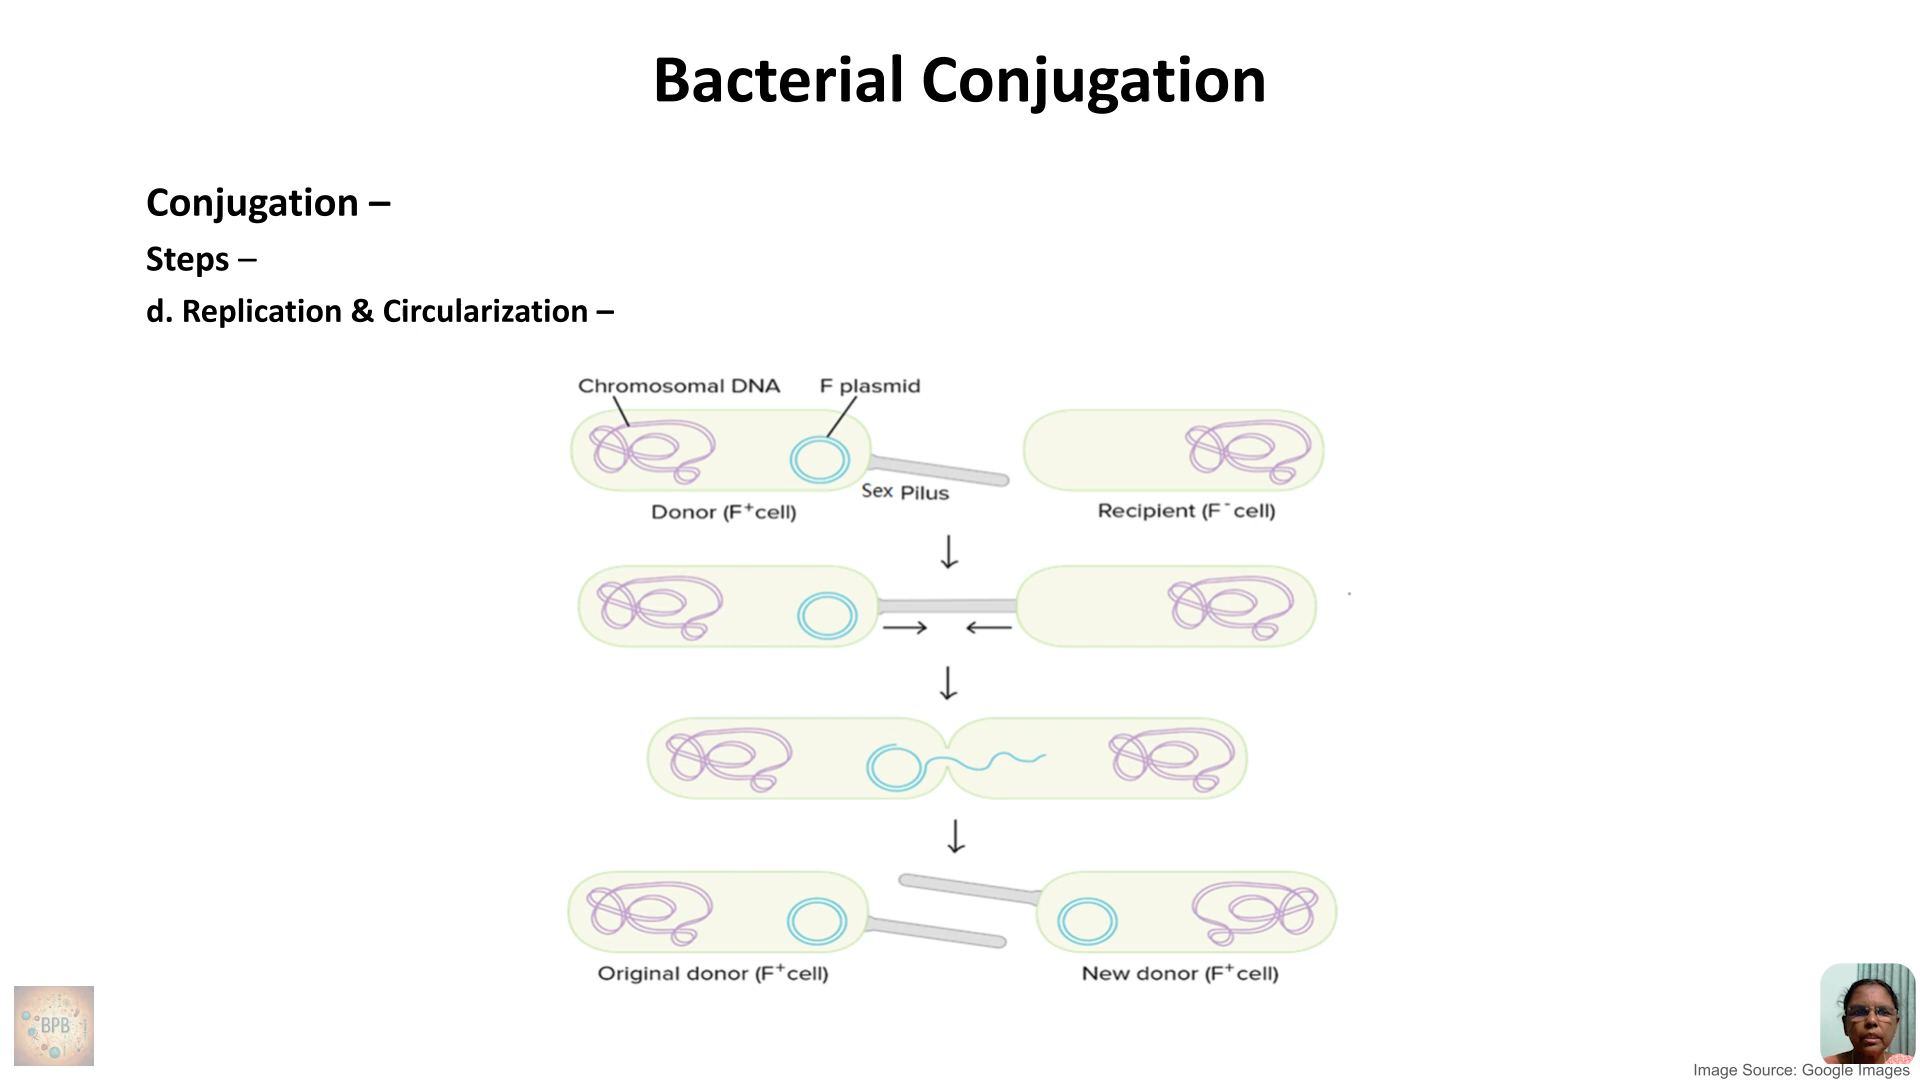 Bacterial Conjugation
Conjugation –
Steps –
d. Replication & Circularization –
Chromosomal DNA
F plasmid
Sex Pilus
Donor (F⁺cell)
Recipient (F⁻cell)
Original donor (F⁺cell)
New donor (F⁺cell)
BPB
Image Source: Google Images